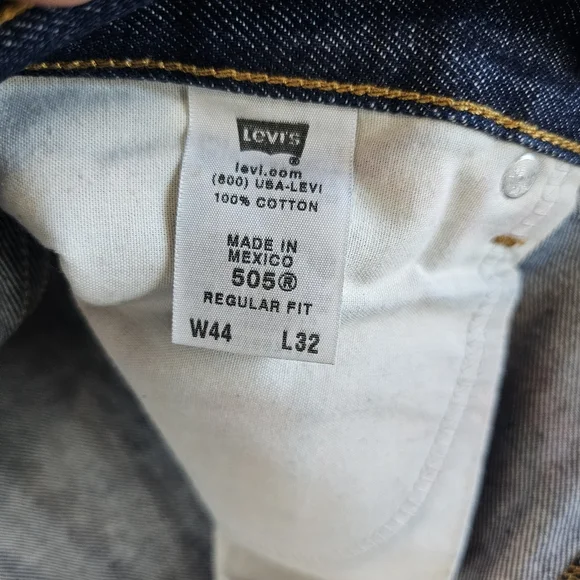 LEVI'S
®
levi.com
(800) USA-LEVI
100% COTTON
MADE IN
MEXICO
505®
REGULAR FIT
W44 L32